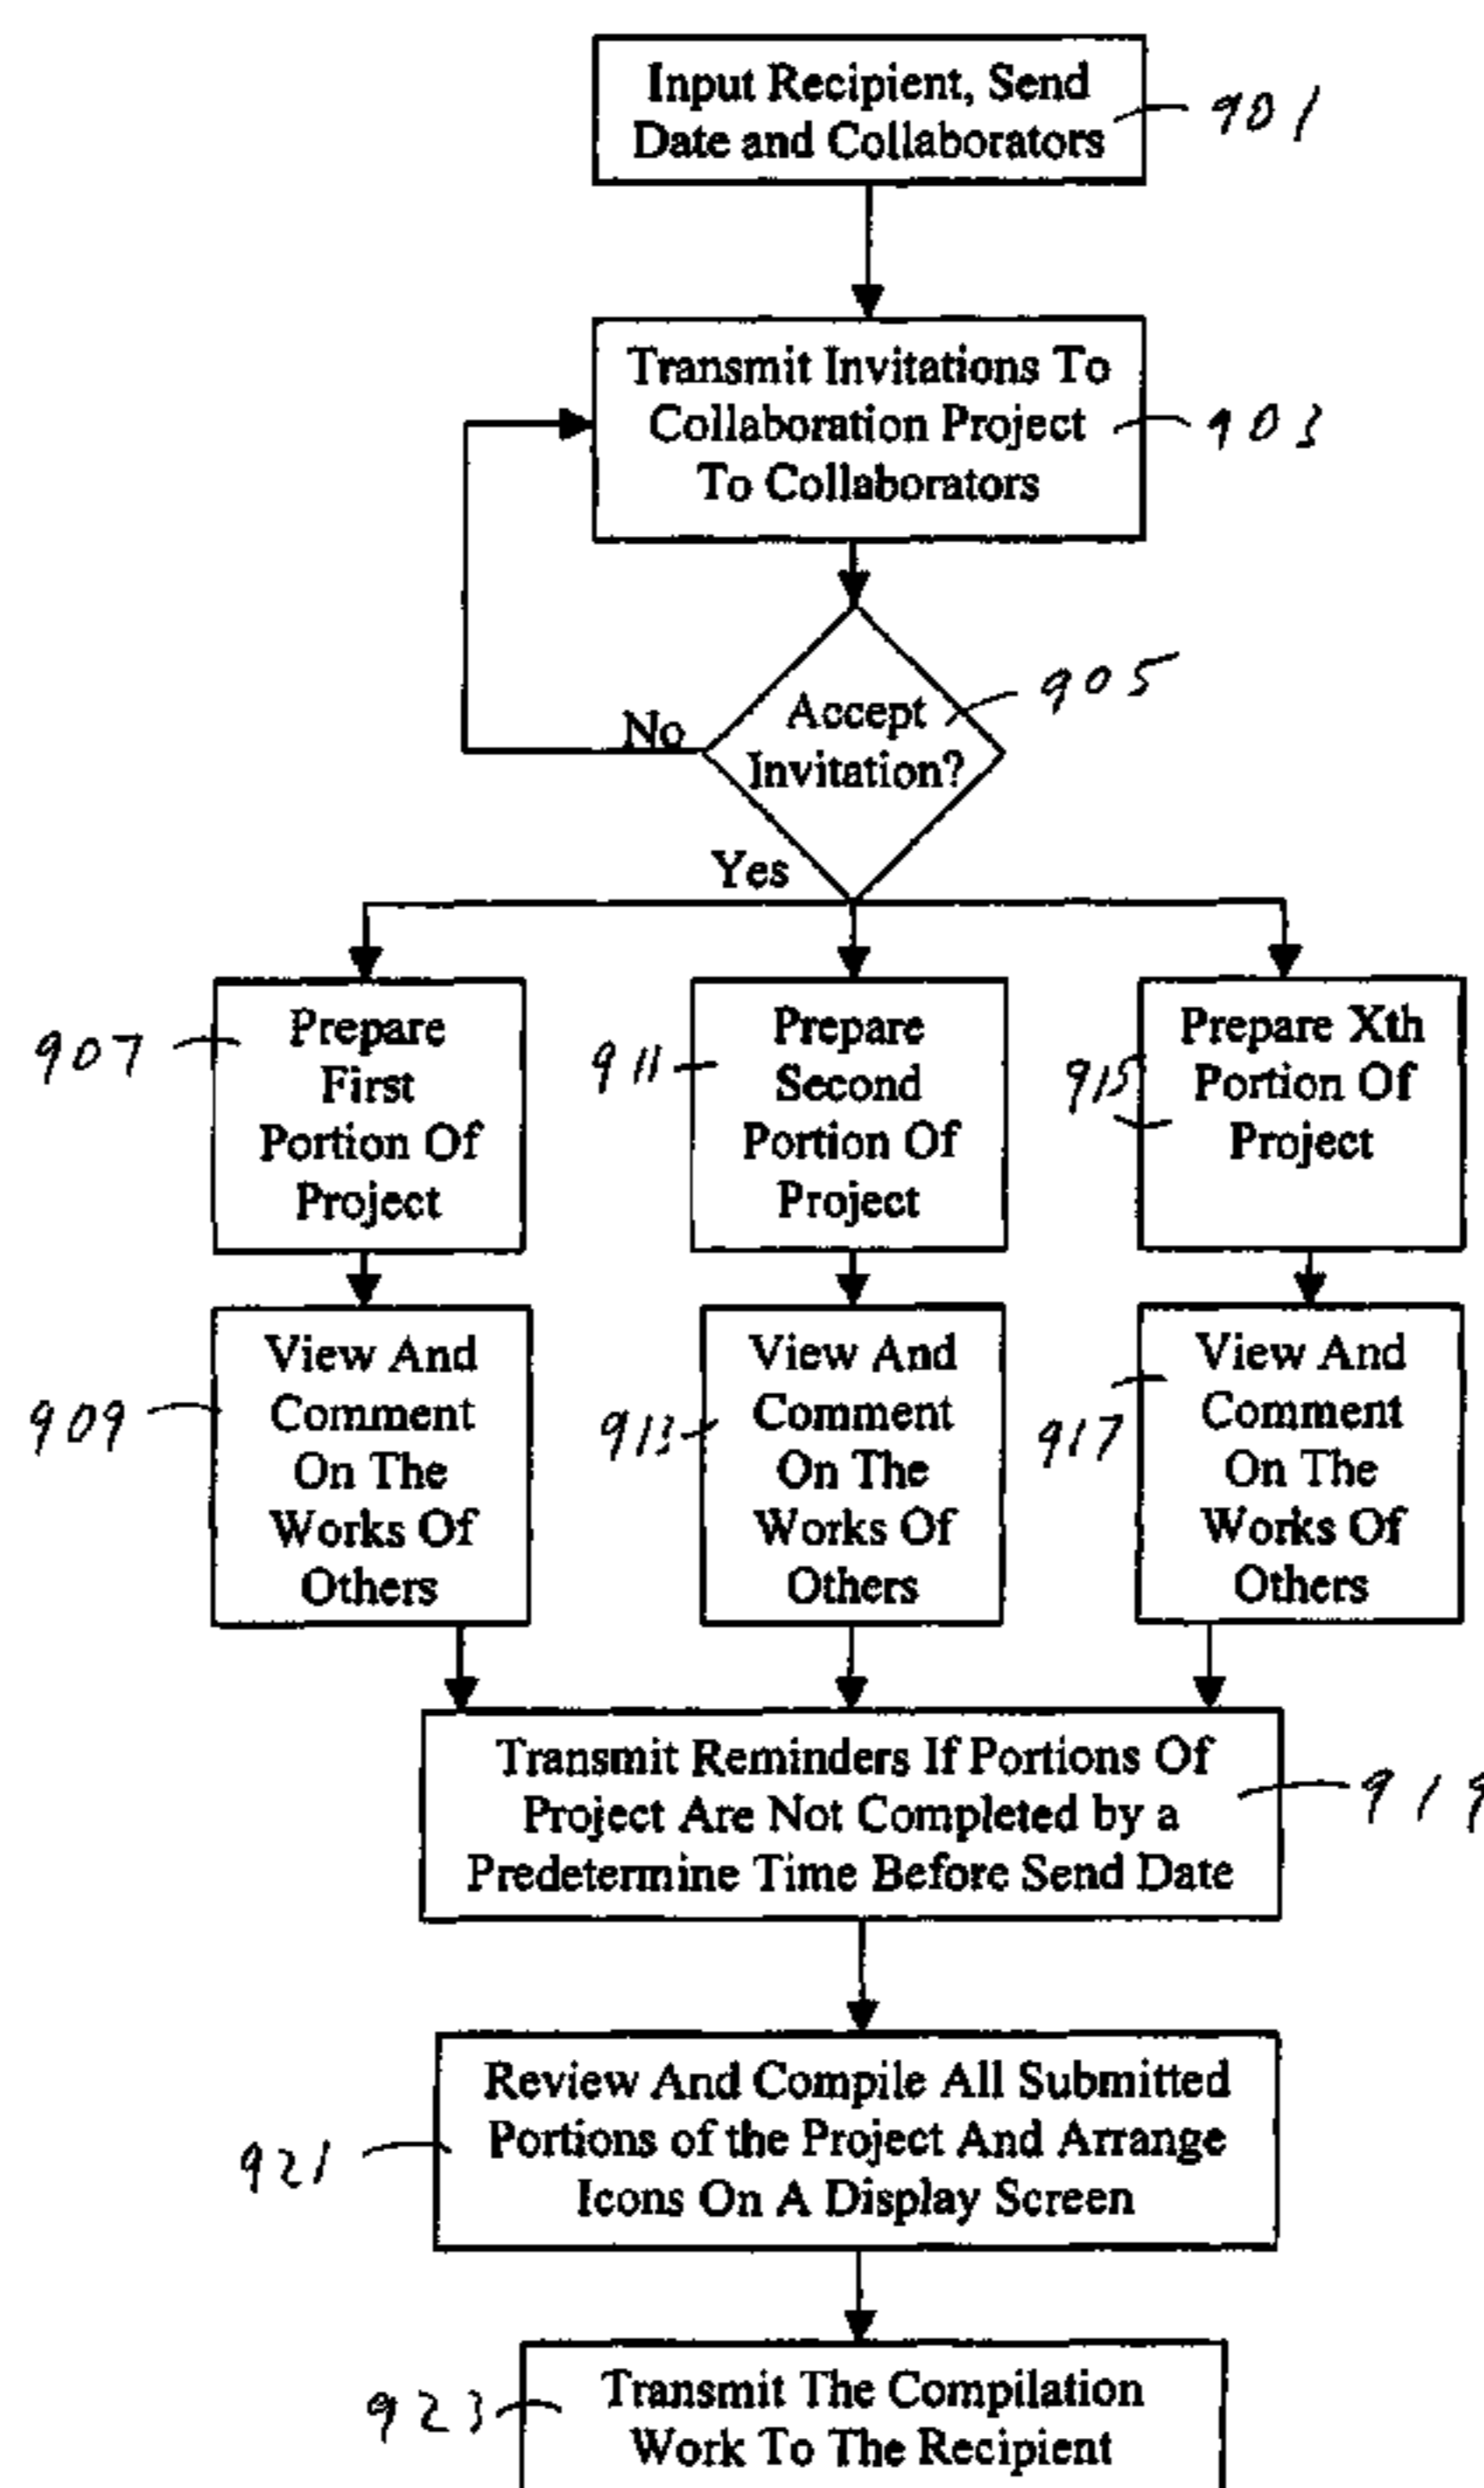 Input Recipient, Send
Date and Collaborators
901
Transmit Invitations To
Collaboration Project
To Collaborators
903
Accept
Invitation?
905
No
Yes
907
Prepare
First
Portion Of
Project
911
Prepare
Second
Portion Of
Project
915
Prepare Xth
Portion Of
Project
909
View And
Comment
On The
Works Of
Others
913
View And
Comment
On The
Works Of
Others
917
View And
Comment
On The
Works Of
Others
Transmit Reminders If Portions Of
Project Are Not Completed by a
Predetermine Time Before Send Date
919
921
Review And Compile All Submitted
Portions of the Project And Arrange
Icons On A Display Screen
923
Transmit The Compilation
Work To The Recipient